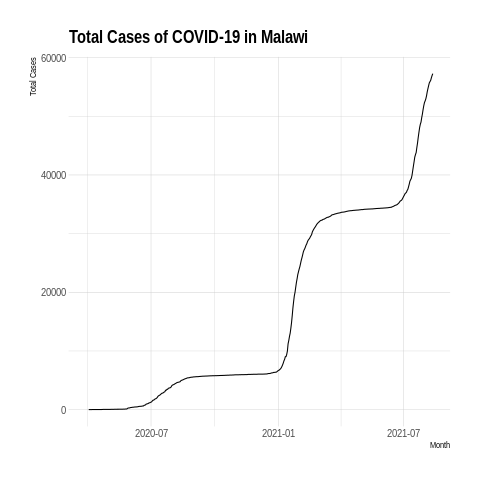 Total Cases of COVID-19 in Malawi
Total Cases
60000
40000
20000
0
2020-07 2021-01 2021-07
Month